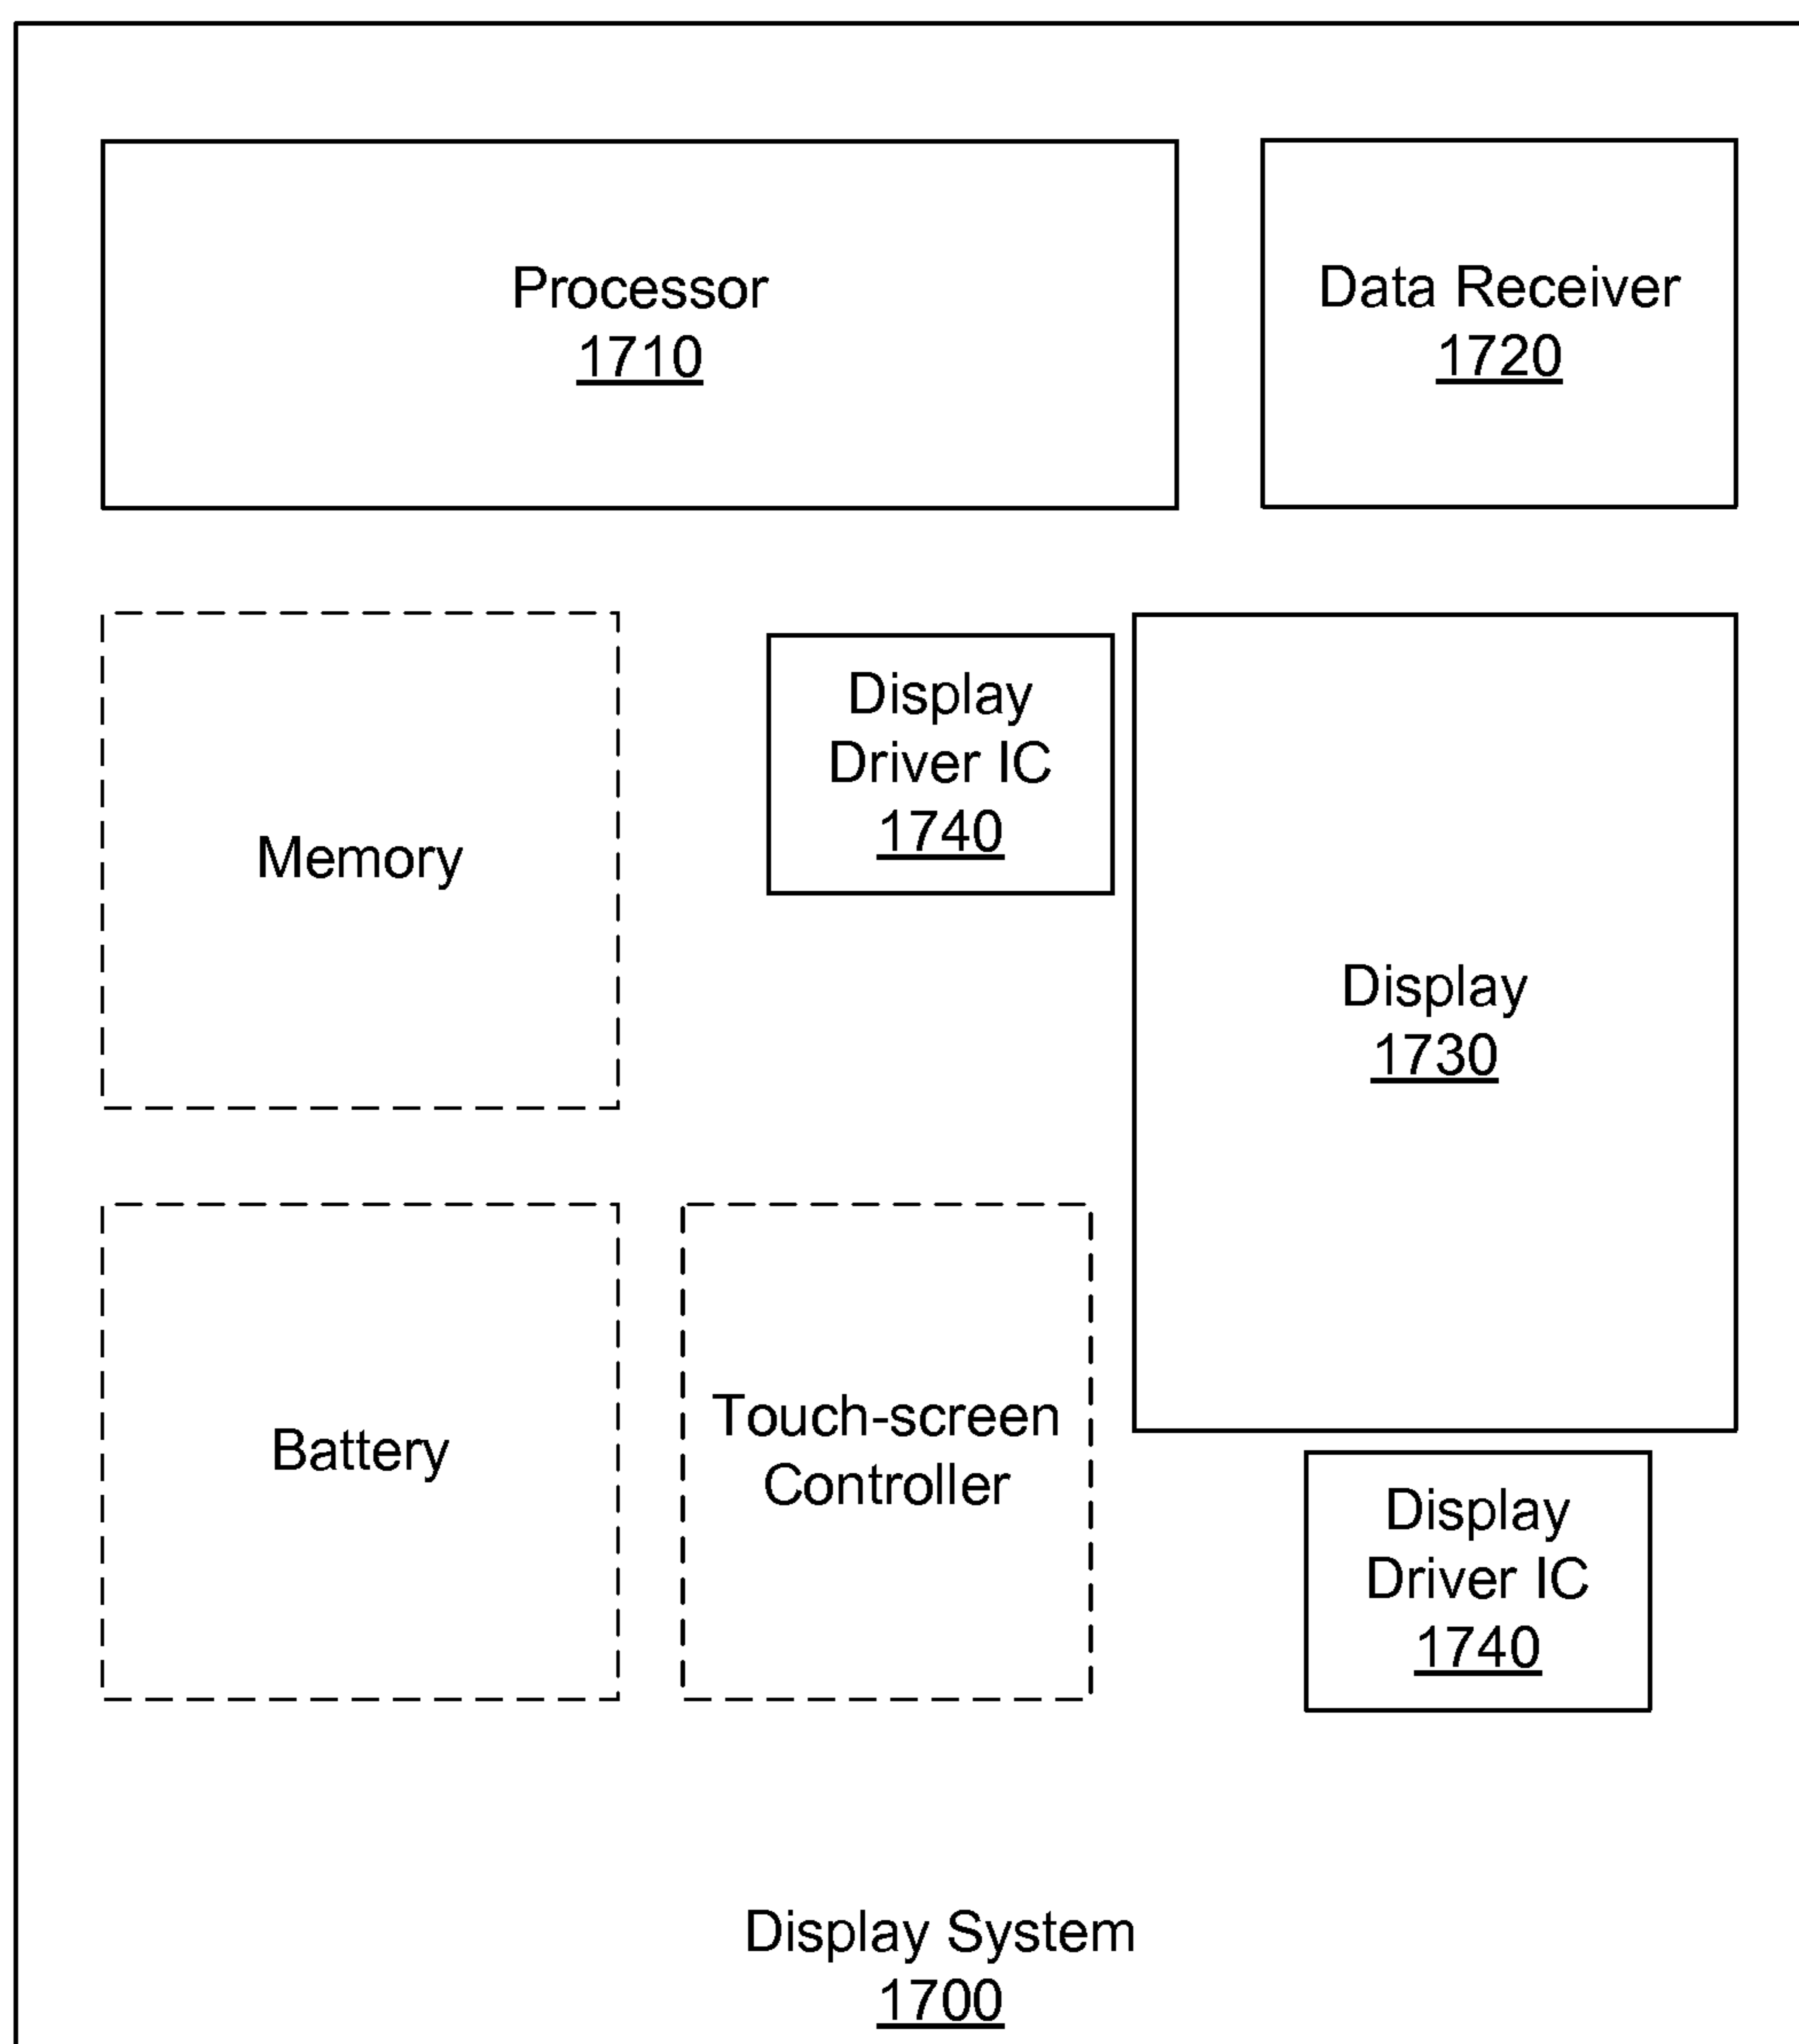 Processor
1710
Data Receiver
1720
Memory
Display
Driver IC
1740
Display
1730
Battery
Touch-screen
Controller
Display
Driver IC
1740
Display System
1700